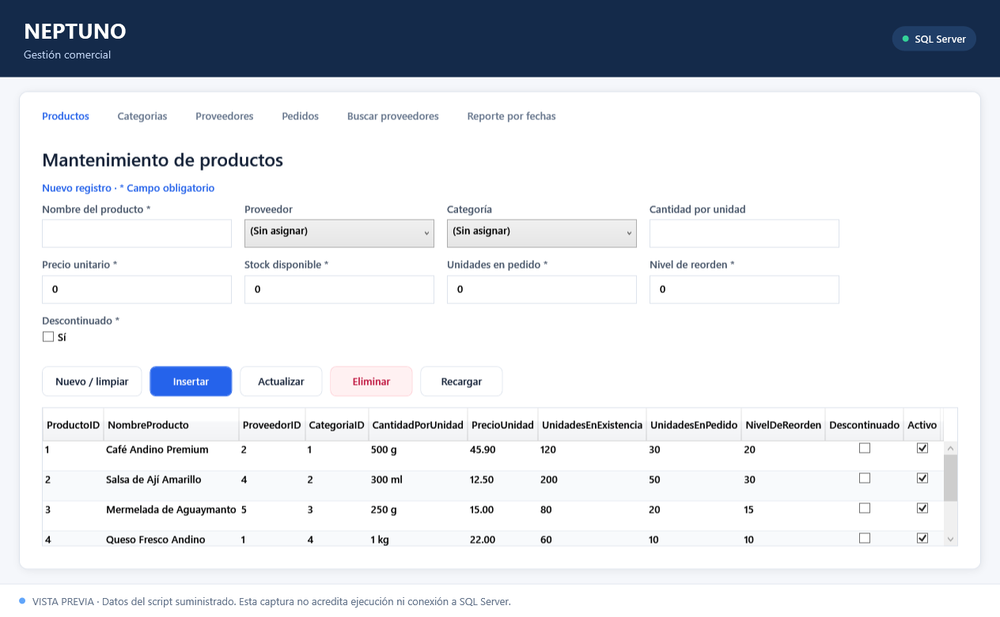 NEPTUNO
Gestión comercial
SQL Server
Productos Categorias Proveedores Pedidos Buscar proveedores Reporte por fechas
Mantenimiento de productos
Nuevo registro · * Campo obligatorio
Nombre del producto * Proveedor Categoría Cantidad por unidad
(Sin asignar) (Sin asignar)
Precio unitario * Stock disponible * Unidades en pedido * Nivel de reorden *
0 0 0 0
Descontinuado *
Sí
Nuevo / limpiar Insertar Actualizar Eliminar Recargar
ProductoID NombreProducto ProveedorID CategoriaID CantidadPorUnidad PrecioUnidad UnidadesEnExistencia UnidadesEnPedido NivelDeReorden Descontinuado Activo
1 Café Andino Premium 2 1 500 g 45.90 120 30 20
2 Salsa de Ají Amarillo 4 2 300 ml 12.50 200 50 30
3 Mermelada de Aguaymanto 5 3 250 g 15.00 80 20 15
4 Queso Fresco Andino 1 4 1 kg 22.00 60 10 10
VISTA PREVIA · Datos del script suministrado. Esta captura no acredita ejecución ni conexión a SQL Server.